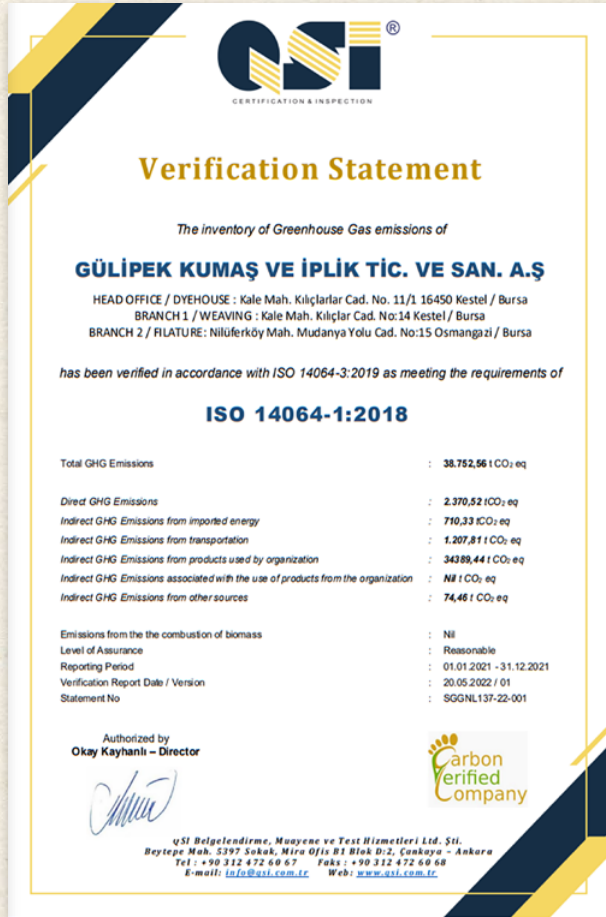 QSI®
CERTIFICATION & INSPECTION
Verification Statement
The inventory of Greenhouse Gas emissions of
GÜLİPEK KUMAŞ VE İPLİK TİC. VE SAN. A.Ş
HEAD OFFICE / DYEHOUSE : Kale Mah. Kılıçlarlar Cad. No. 11/1 16450 Kestel / Bursa
BRANCH 1 / WEAVING : Kale Mah. Kılıçlar Cad. No:14 Kestel / Bursa
BRANCH 2 / FILATURE: Nilüferköy Mah. Mudanya Yolu Cad. No:15 Osmangazi / Bursa
has been verified in accordance with ISO 14064-3:2019 as meeting the requirements of
ISO 14064-1:2018
Total GHG Emissions : 38.752,56 t CO₂ eq
Direct GHG Emissions : 2.370,52 tCO₂ eq
Indirect GHG Emissions from imported energy : 710,33 tCO₂ eq
Indirect GHG Emissions from transportation : 1.207,81 t CO₂ eq
Indirect GHG Emissions from products used by organization : 34389,44 t CO₂ eq
Indirect GHG Emissions associated with the use of products from the organization : Nil t CO₂ eq
Indirect GHG Emissions from other sources : 74,46 t CO₂ eq
Emissions from the the combustion of biomass : Nil
Level of Assurance : Reasonable
Reporting Period : 01.01.2021 - 31.12.2021
Verification Report Date / Version : 20.05.2022 / 01
Statement No : SGGNL137-22-001
Authorized by
Okay Kayhanlı – Director
Carbon
Verified
Company
QSI Belgelendirme, Muayene ve Test Hizmetleri Ltd. Şti.
Beytepe Mah. 5397 Sokak, Mira Ofis B1 Blok D:2, Çankaya – Ankara
Tel : +90 312 472 60 67 Faks : +90 312 472 60 68
E-mail: info@qsi.com.tr Web: www.qsi.com.tr